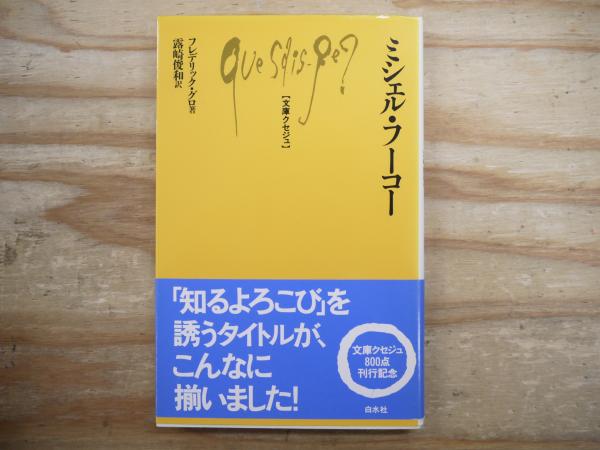 ミシェル・フーコー
Que sais-je?
[文庫クセジュ]
フレデリック・グロ著
露崎俊和訳
「知るよろこび」を
誘うタイトルが、
こんなに
揃いました!
文庫クセジュ
800点
刊行記念
白水社